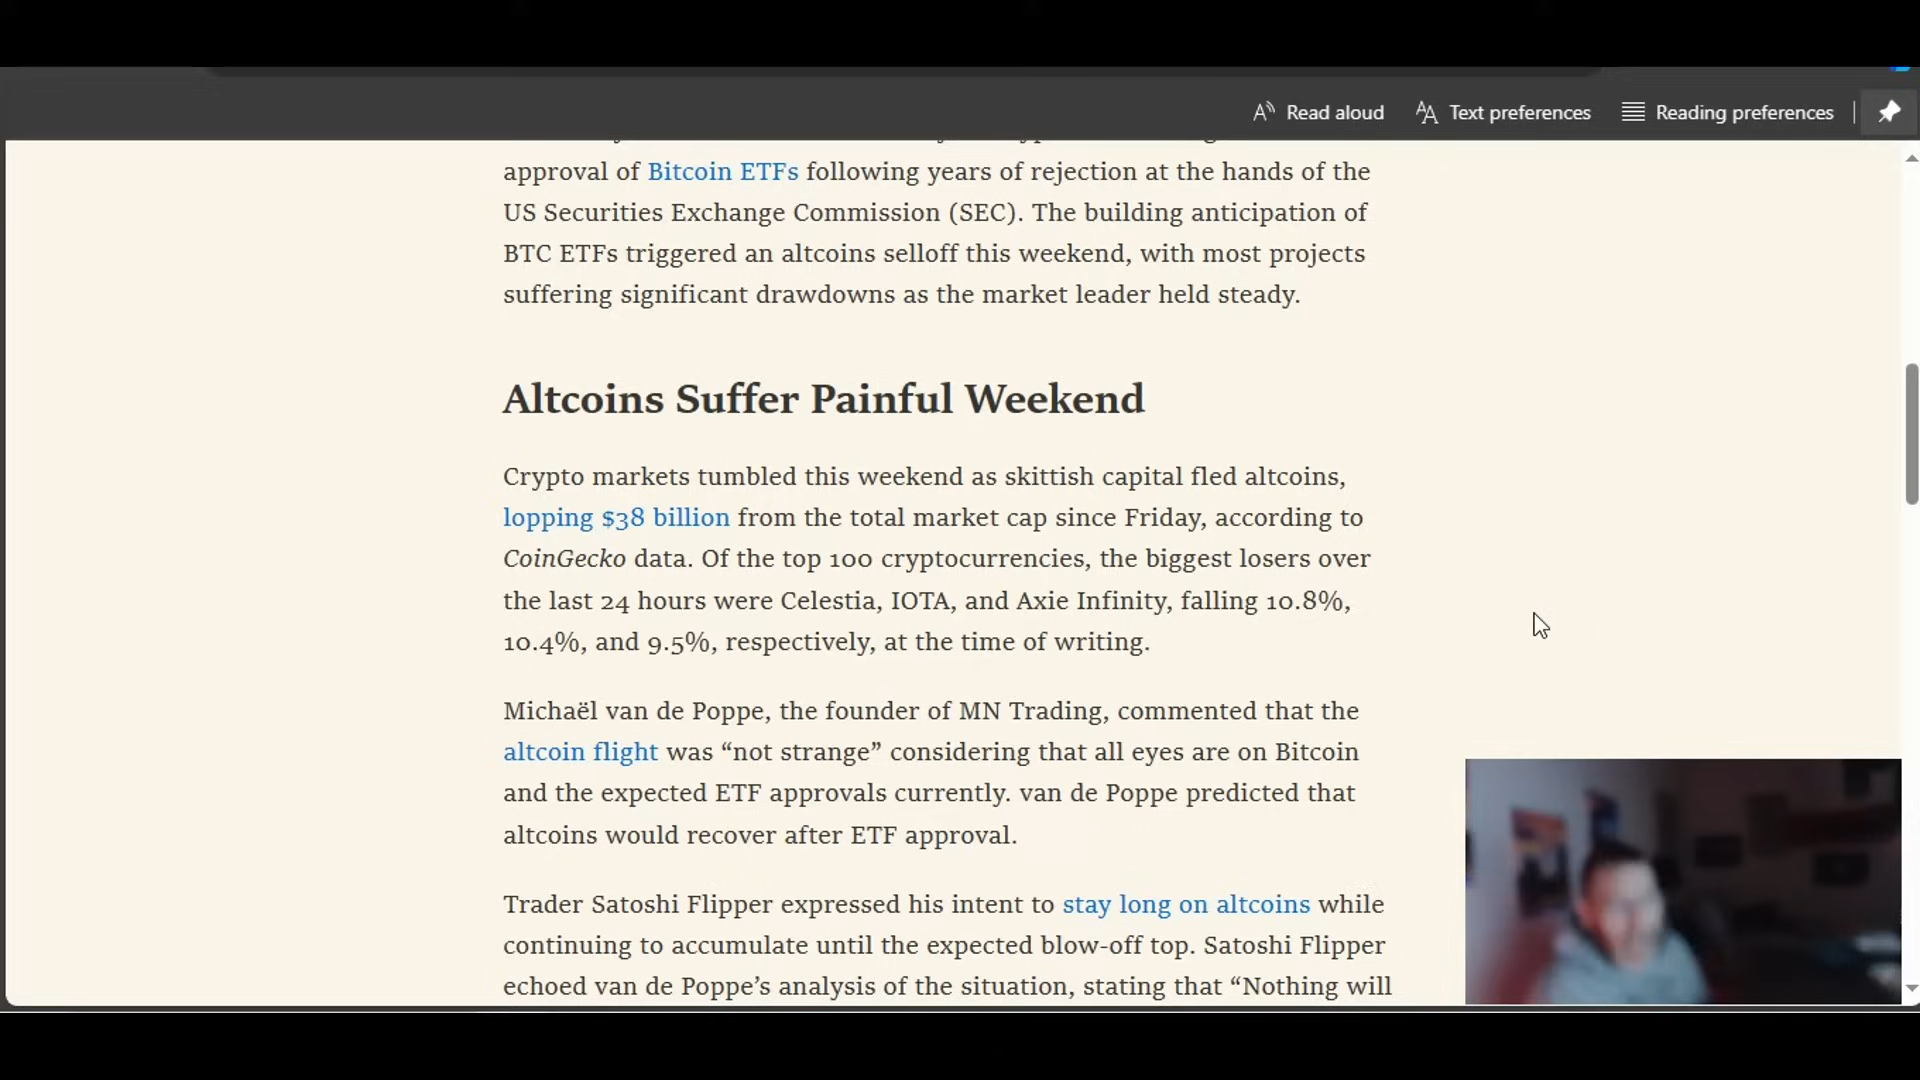 Read aloud
Text preferences
Reading preferences
approval of Bitcoin ETFs following years of rejection at the hands of the
US Securities Exchange Commission (SEC). The building anticipation of
BTC ETFs triggered an altcoins selloff this weekend, with most projects
suffering significant drawdowns as the market leader held steady.
Altcoins Suffer Painful Weekend
Crypto markets tumbled this weekend as skittish capital fled altcoins,
lopping $38 billion from the total market cap since Friday, according to
CoinGecko data. Of the top 100 cryptocurrencies, the biggest losers over
the last 24 hours were Celestia, IOTA, and Axie Infinity, falling 10.8%,
10.4%, and 9.5%, respectively, at the time of writing.
Michaël van de Poppe, the founder of MN Trading, commented that the
altcoin flight was “not strange” considering that all eyes are on Bitcoin
and the expected ETF approvals currently. van de Poppe predicted that
altcoins would recover after ETF approval.
Trader Satoshi Flipper expressed his intent to stay long on altcoins while
continuing to accumulate until the expected blow-off top. Satoshi Flipper
echoed van de Poppe’s analysis of the situation, stating that “Nothing will